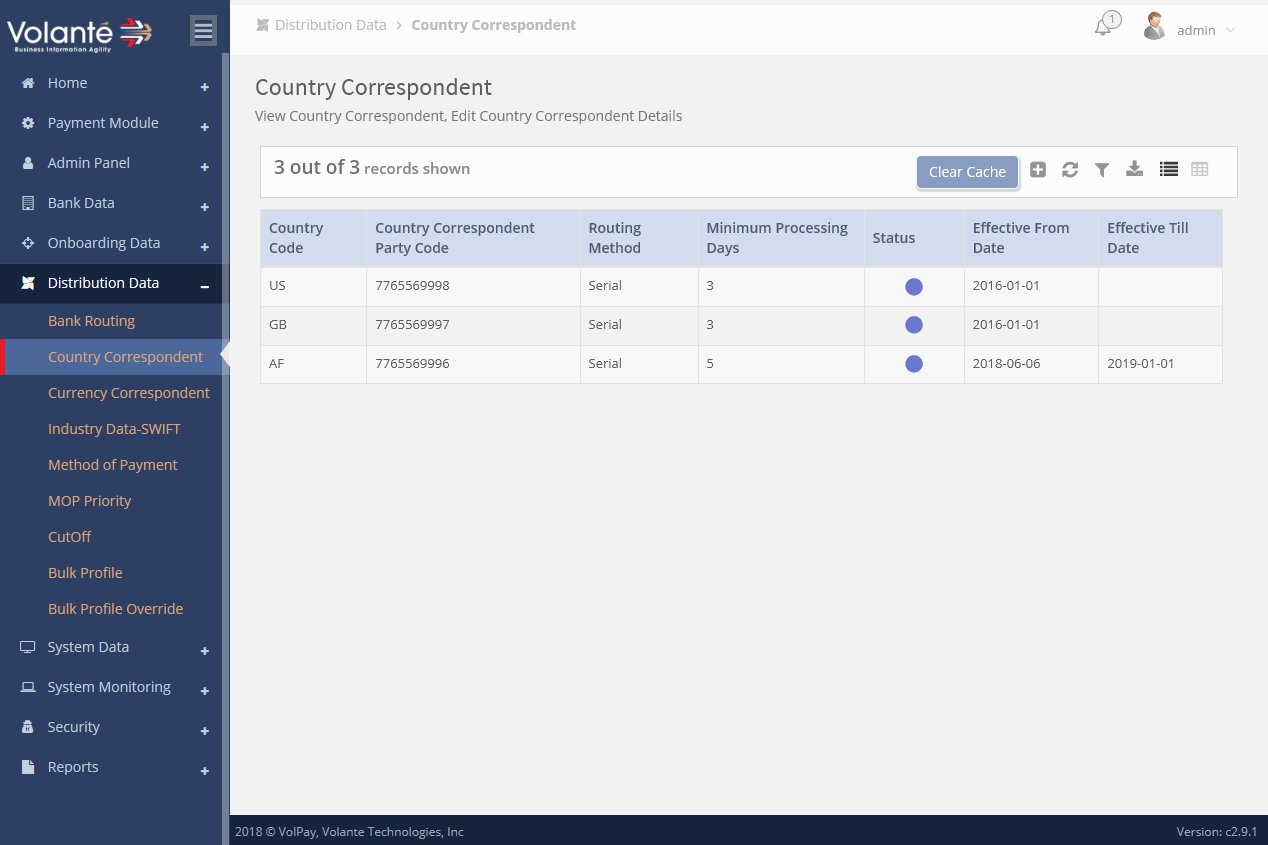 Volanté
Business Information Agility
Distribution Data > Country Correspondent
1
admin
Home
Payment Module
Admin Panel
Bank Data
Onboarding Data
Distribution Data
Bank Routing
Country Correspondent
Currency Correspondent
Industry Data-SWIFT
Method of Payment
MOP Priority
CutOff
Bulk Profile
Bulk Profile Override
System Data
System Monitoring
Security
Reports
Country Correspondent
View Country Correspondent, Edit Country Correspondent Details
3 out of 3 records shown
Clear Cache
Country Code | Country Correspondent Party Code | Routing Method | Minimum Processing Days | Status | Effective From Date | Effective Till Date
US 7765569998 Serial 3 2016-01-01
GB 7765569997 Serial 3 2016-01-01
AF 7765569996 Serial 5 2018-06-06 2019-01-01
2018 © VolPay, Volante Technologies, Inc
Version: c2.9.1